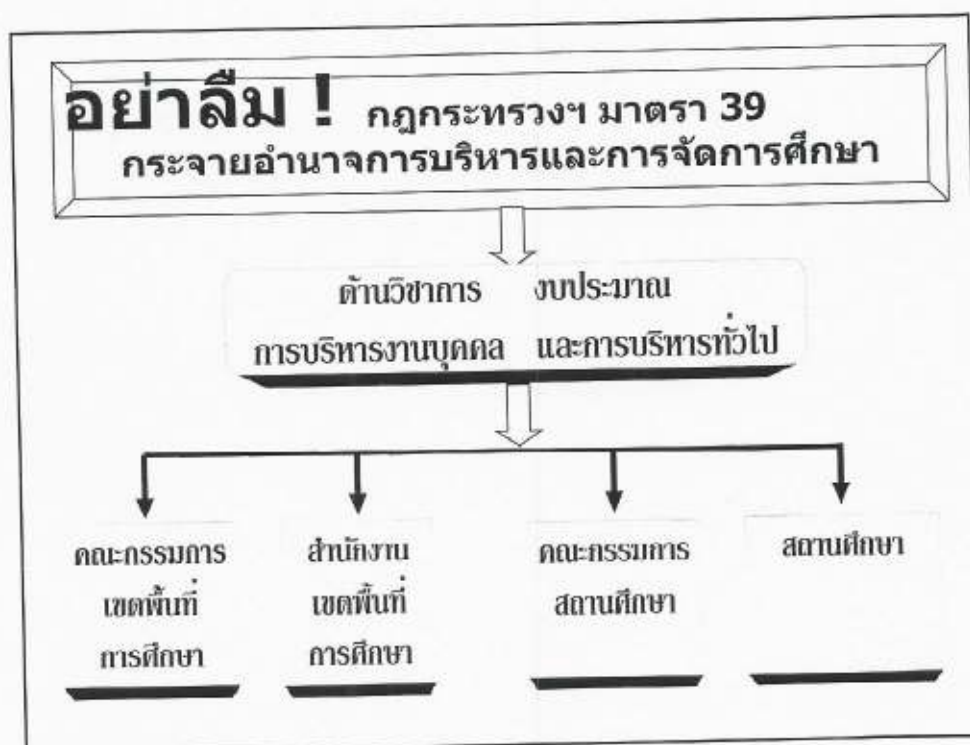 อย่าลืม ! กฎกระทรวงฯ มาตรา 39
กระจายอำนาจการบริหารและการจัดการศึกษา
ด้านวิชาการ งบประมาณ
การบริหารงานบุคคล และการบริหารทั่วไป
คณะกรรมการ
เขตพื้นที่
การศึกษา
สำนักงาน
เขตพื้นที่
การศึกษา
คณะกรรมการ
สถานศึกษา
สถานศึกษา